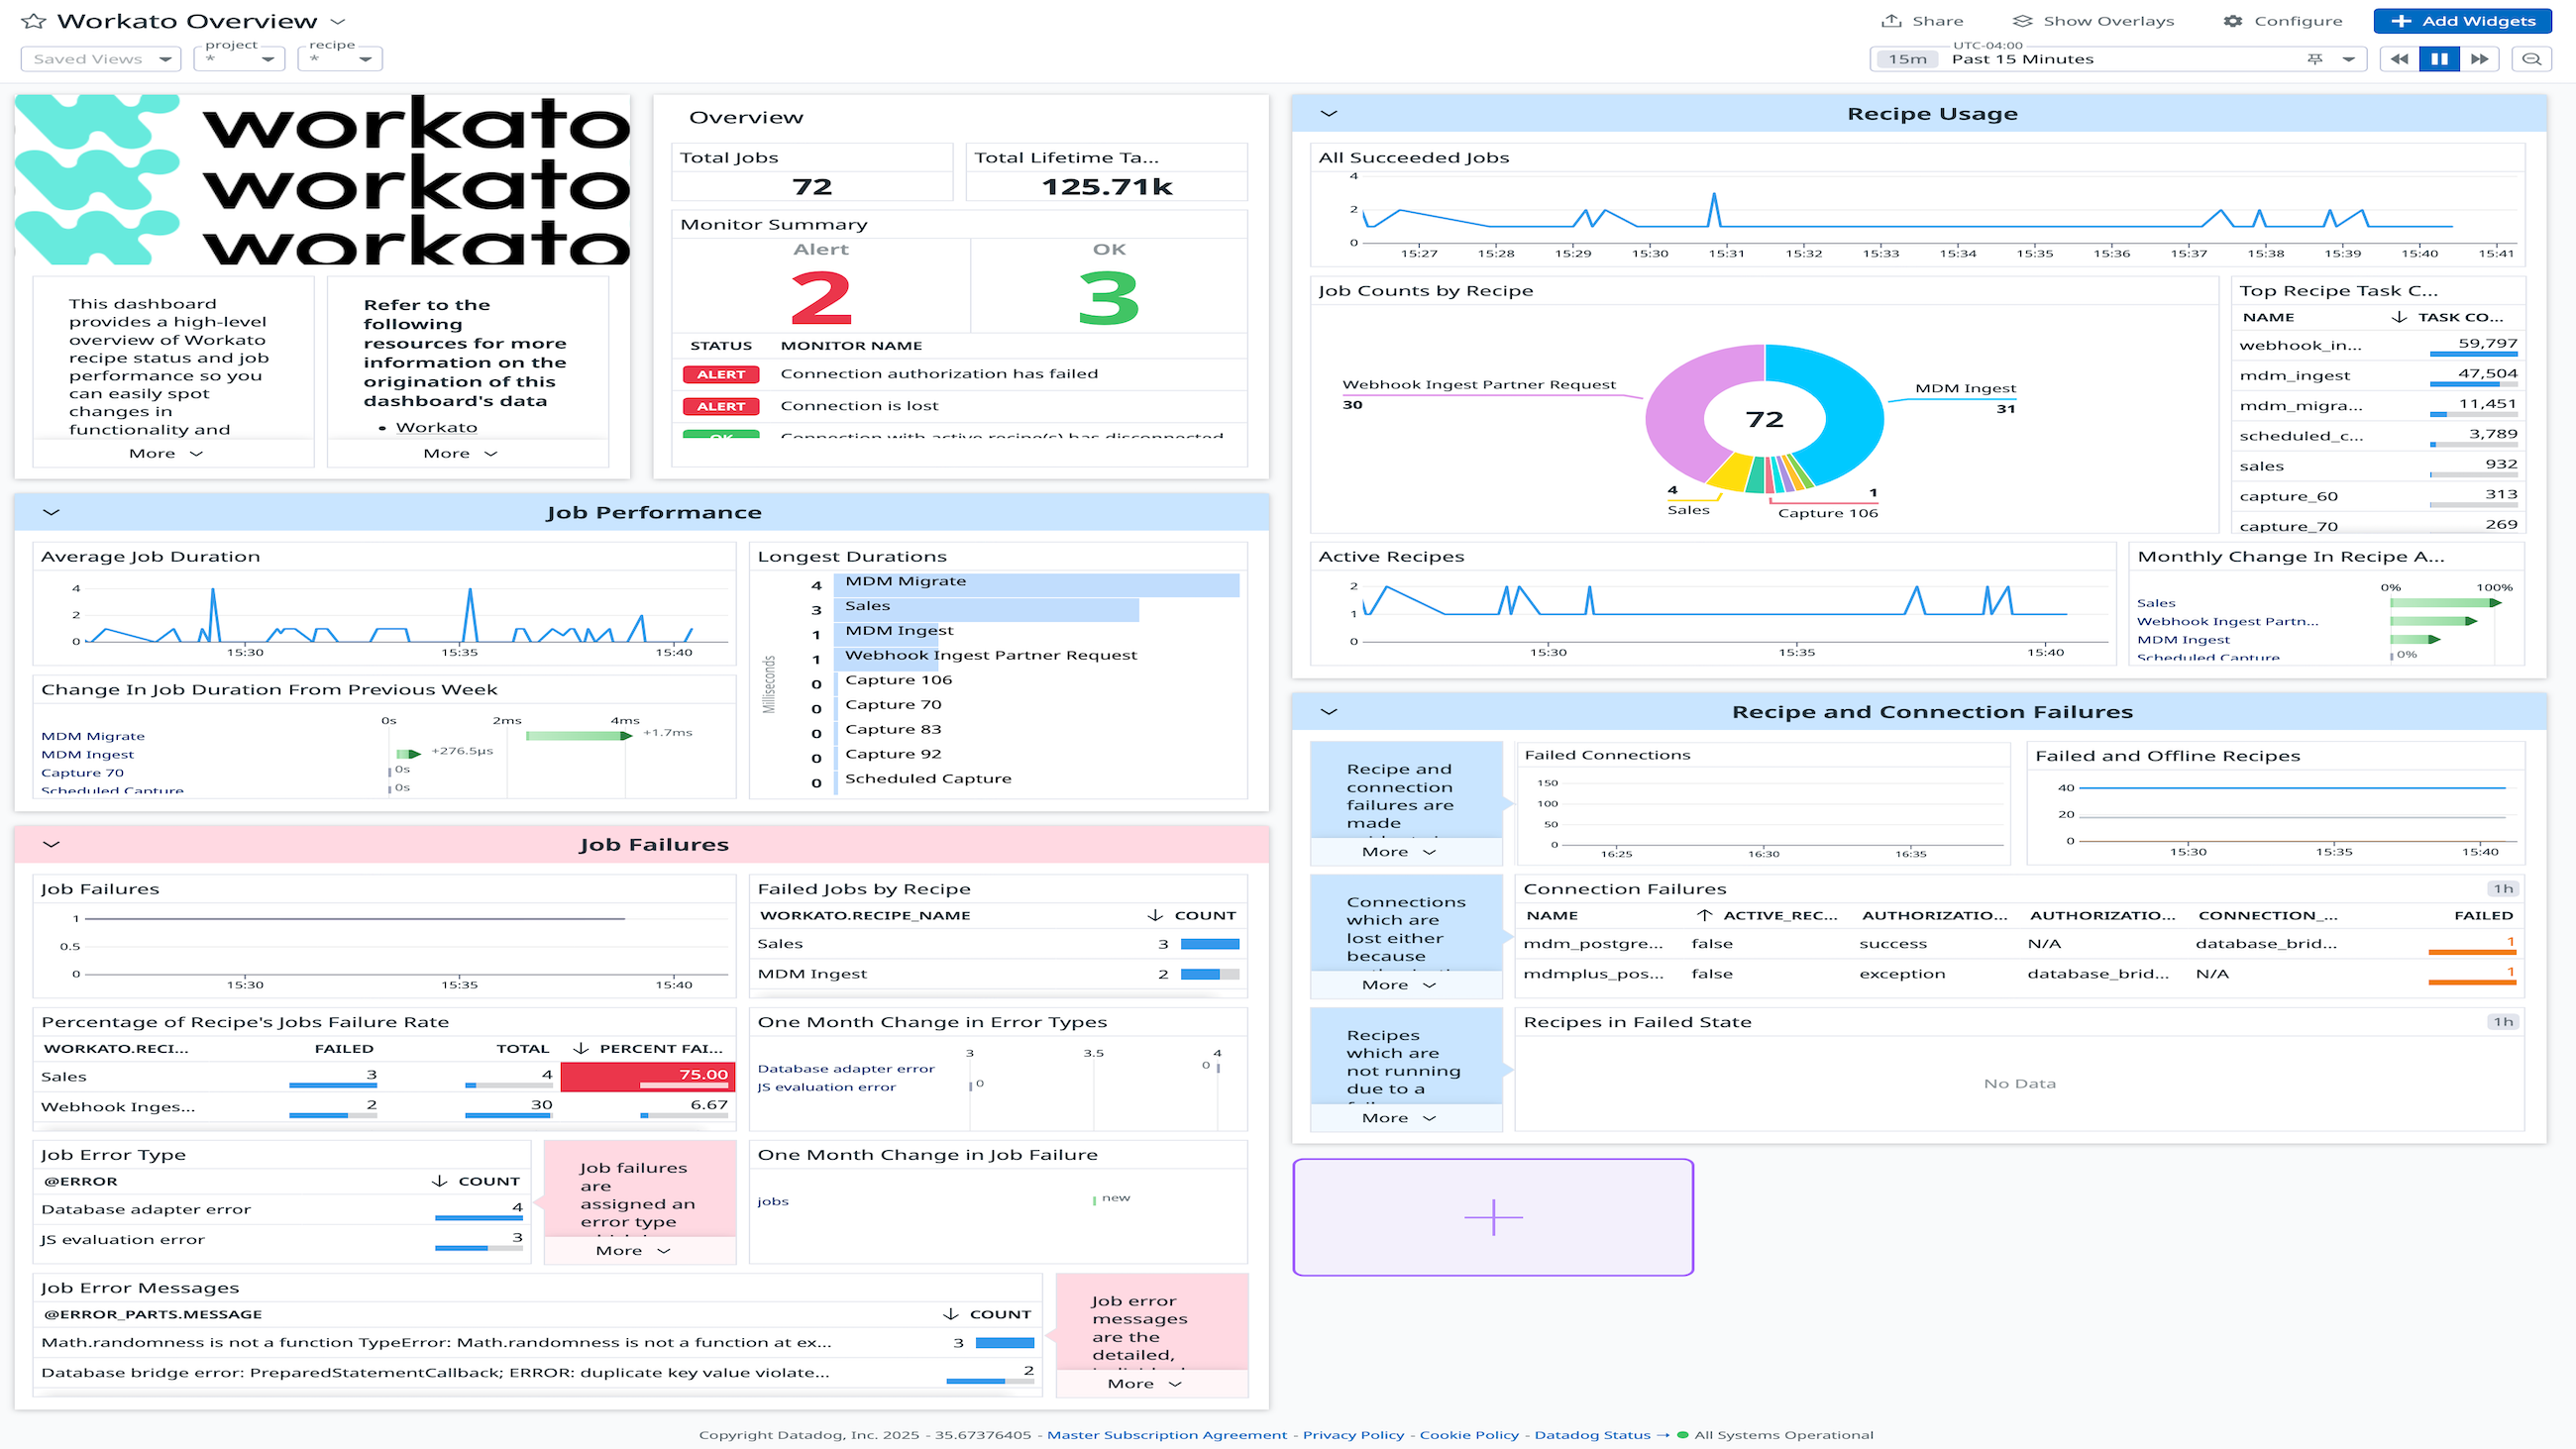 Workato Overview
Share
Show Overlays
Configure
Add Widgets
Saved Views
project
*
recipe
*
UTC-04:00
15m Past 15 Minutes
workato
workato
workato
This dashboard
provides a high-level
overview of Workato
recipe status and job
performance so you
can easily spot
changes in
functionality and
More
Refer to the
following
resources for more
information on the
origination of this
dashboard's data
• Workato
More
Overview
Total Jobs
72
Total Lifetime Ta...
125.71k
Monitor Summary
Alert
2
OK
3
STATUS MONITOR NAME
ALERT Connection authorization has failed
ALERT Connection is lost
OK Connection with active recipe(s) has disconnected
Job Performance
Average Job Duration
4
2
0
15:30 15:35 15:40
Change In Job Duration From Previous Week
0s 2ms 4ms
MDM Migrate +1.7ms
MDM Ingest +276.5µs
Capture 70 0s
Scheduled Capture 0s
Longest Durations
Milliseconds
4 MDM Migrate
3 Sales
1 MDM Ingest
1 Webhook Ingest Partner Request
0 Capture 106
0 Capture 70
0 Capture 83
0 Capture 92
0 Scheduled Capture
Job Failures
Job Failures
1
0.5
0
15:30 15:35 15:40
Failed Jobs by Recipe
WORKATO.RECIPE_NAME COUNT
Sales 3
MDM Ingest 2
Percentage of Recipe's Jobs Failure Rate
WORKATO.RECI... FAILED TOTAL PERCENT FAI...
Sales 3 4 75.00
Webhook Inges... 2 30 6.67
One Month Change in Error Types
3 3.5 4
Database adapter error 0
JS evaluation error 0
Job Error Type
@ERROR COUNT
Database adapter error 4
JS evaluation error 3
Job failures
are
assigned an
error type
More
One Month Change in Job Failure
jobs new
Job Error Messages
@ERROR_PARTS.MESSAGE COUNT
Math.randomness is not a function TypeError: Math.randomness is not a function at ex... 3
Database bridge error: PreparedStatementCallback; ERROR: duplicate key value violate... 2
Job error
messages
are the
detailed,
More
Recipe Usage
All Succeeded Jobs
4
2
0
15:27 15:28 15:29 15:30 15:31 15:32 15:33 15:34 15:35 15:36 15:37 15:38 15:39 15:40 15:41
Job Counts by Recipe
Webhook Ingest Partner Request
30
MDM Ingest
31
72
4
Sales
1
Capture 106
Top Recipe Task C...
NAME TASK CO...
webhook_in... 59,797
mdm_ingest 47,504
mdm_migra... 11,451
scheduled_c... 3,789
sales 932
capture_60 313
capture_70 269
Active Recipes
2
1
0
15:30 15:35 15:40
Monthly Change In Recipe A...
0% 100%
Sales
Webhook Ingest Partn...
MDM Ingest
Scheduled Capture 0%
Recipe and Connection Failures
Recipe and
connection
failures are
made
More
Failed Connections
150
100
50
0
16:25 16:30 16:35
Failed and Offline Recipes
40
20
0
15:30 15:35 15:40
Connections
which are
lost either
because
More
Connection Failures 1h
NAME ACTIVE_REC... AUTHORIZATIO... AUTHORIZATIO... CONNECTION_... FAILED
mdm_postgre... false success N/A database_brid... 1
mdmplus_pos... false exception database_brid... N/A 1
Recipes
which are
not running
due to a
More
Recipes in Failed State 1h
No Data
Copyright Datadog, Inc. 2025 - 35.67376405 - Master Subscription Agreement - Privacy Policy - Cookie Policy - Datadog Status → All Systems Operational